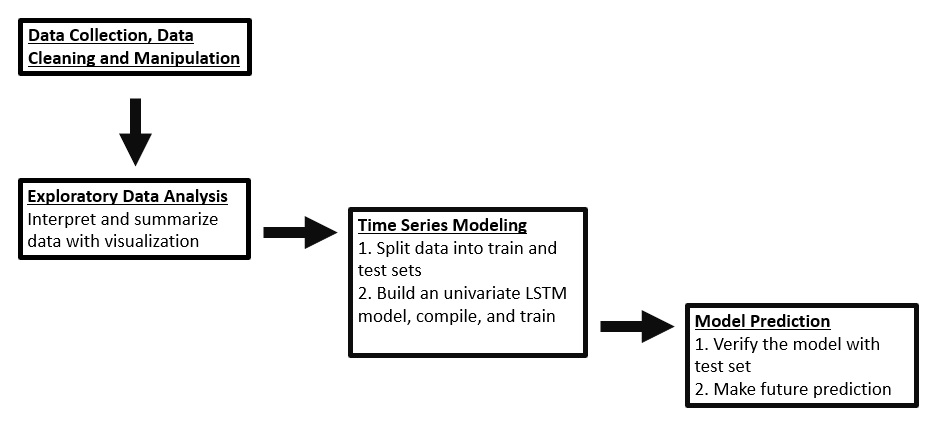 Data Collection, Data
Cleaning and Manipulation
Exploratory Data Analysis
Interpret and summarize
data with visualization
Time Series Modeling
1. Split data into train and
test sets
2. Build an univariate LSTM
model, compile, and train
Model Prediction
1. Verify the model with
test set
2. Make future prediction